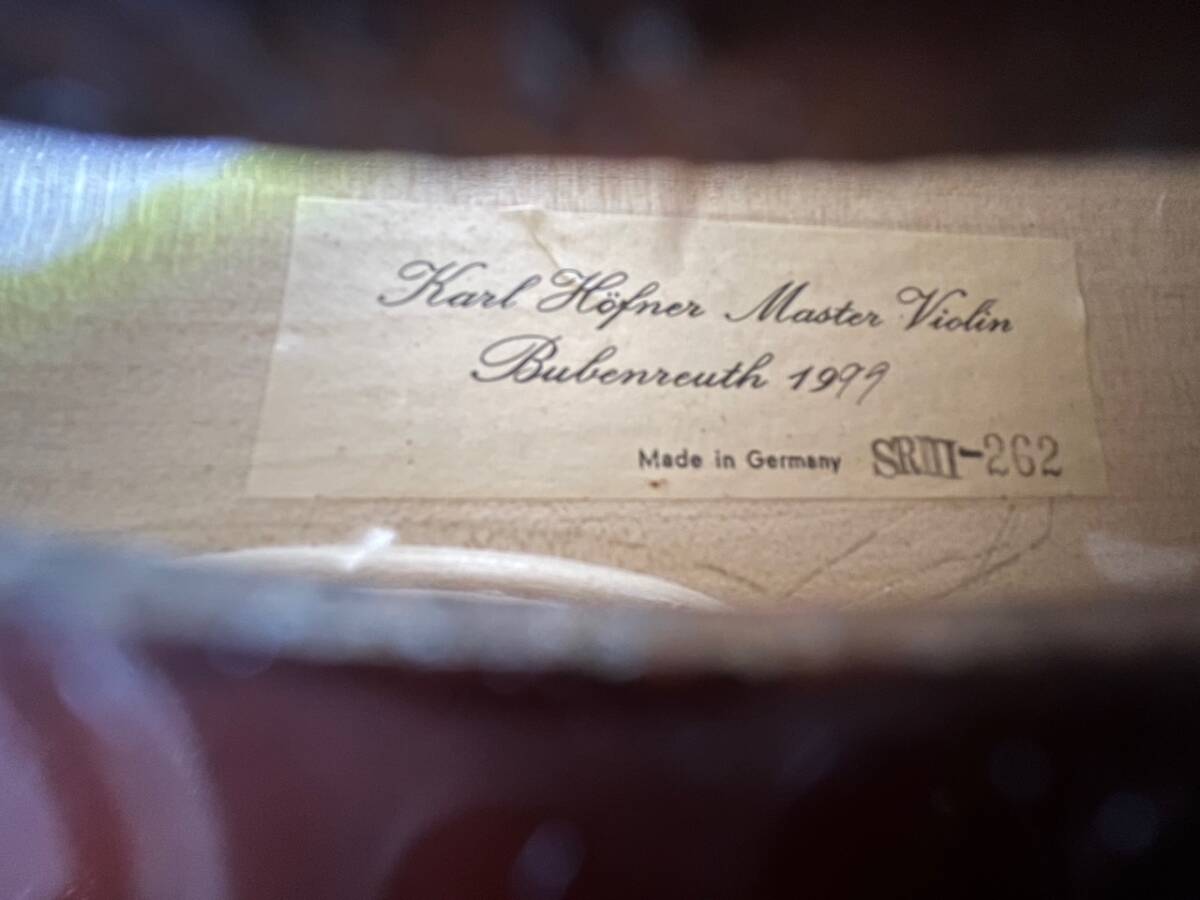 Karl Höfner Master Violin
Bubenreuth 1999
Made in Germany SRIII-262